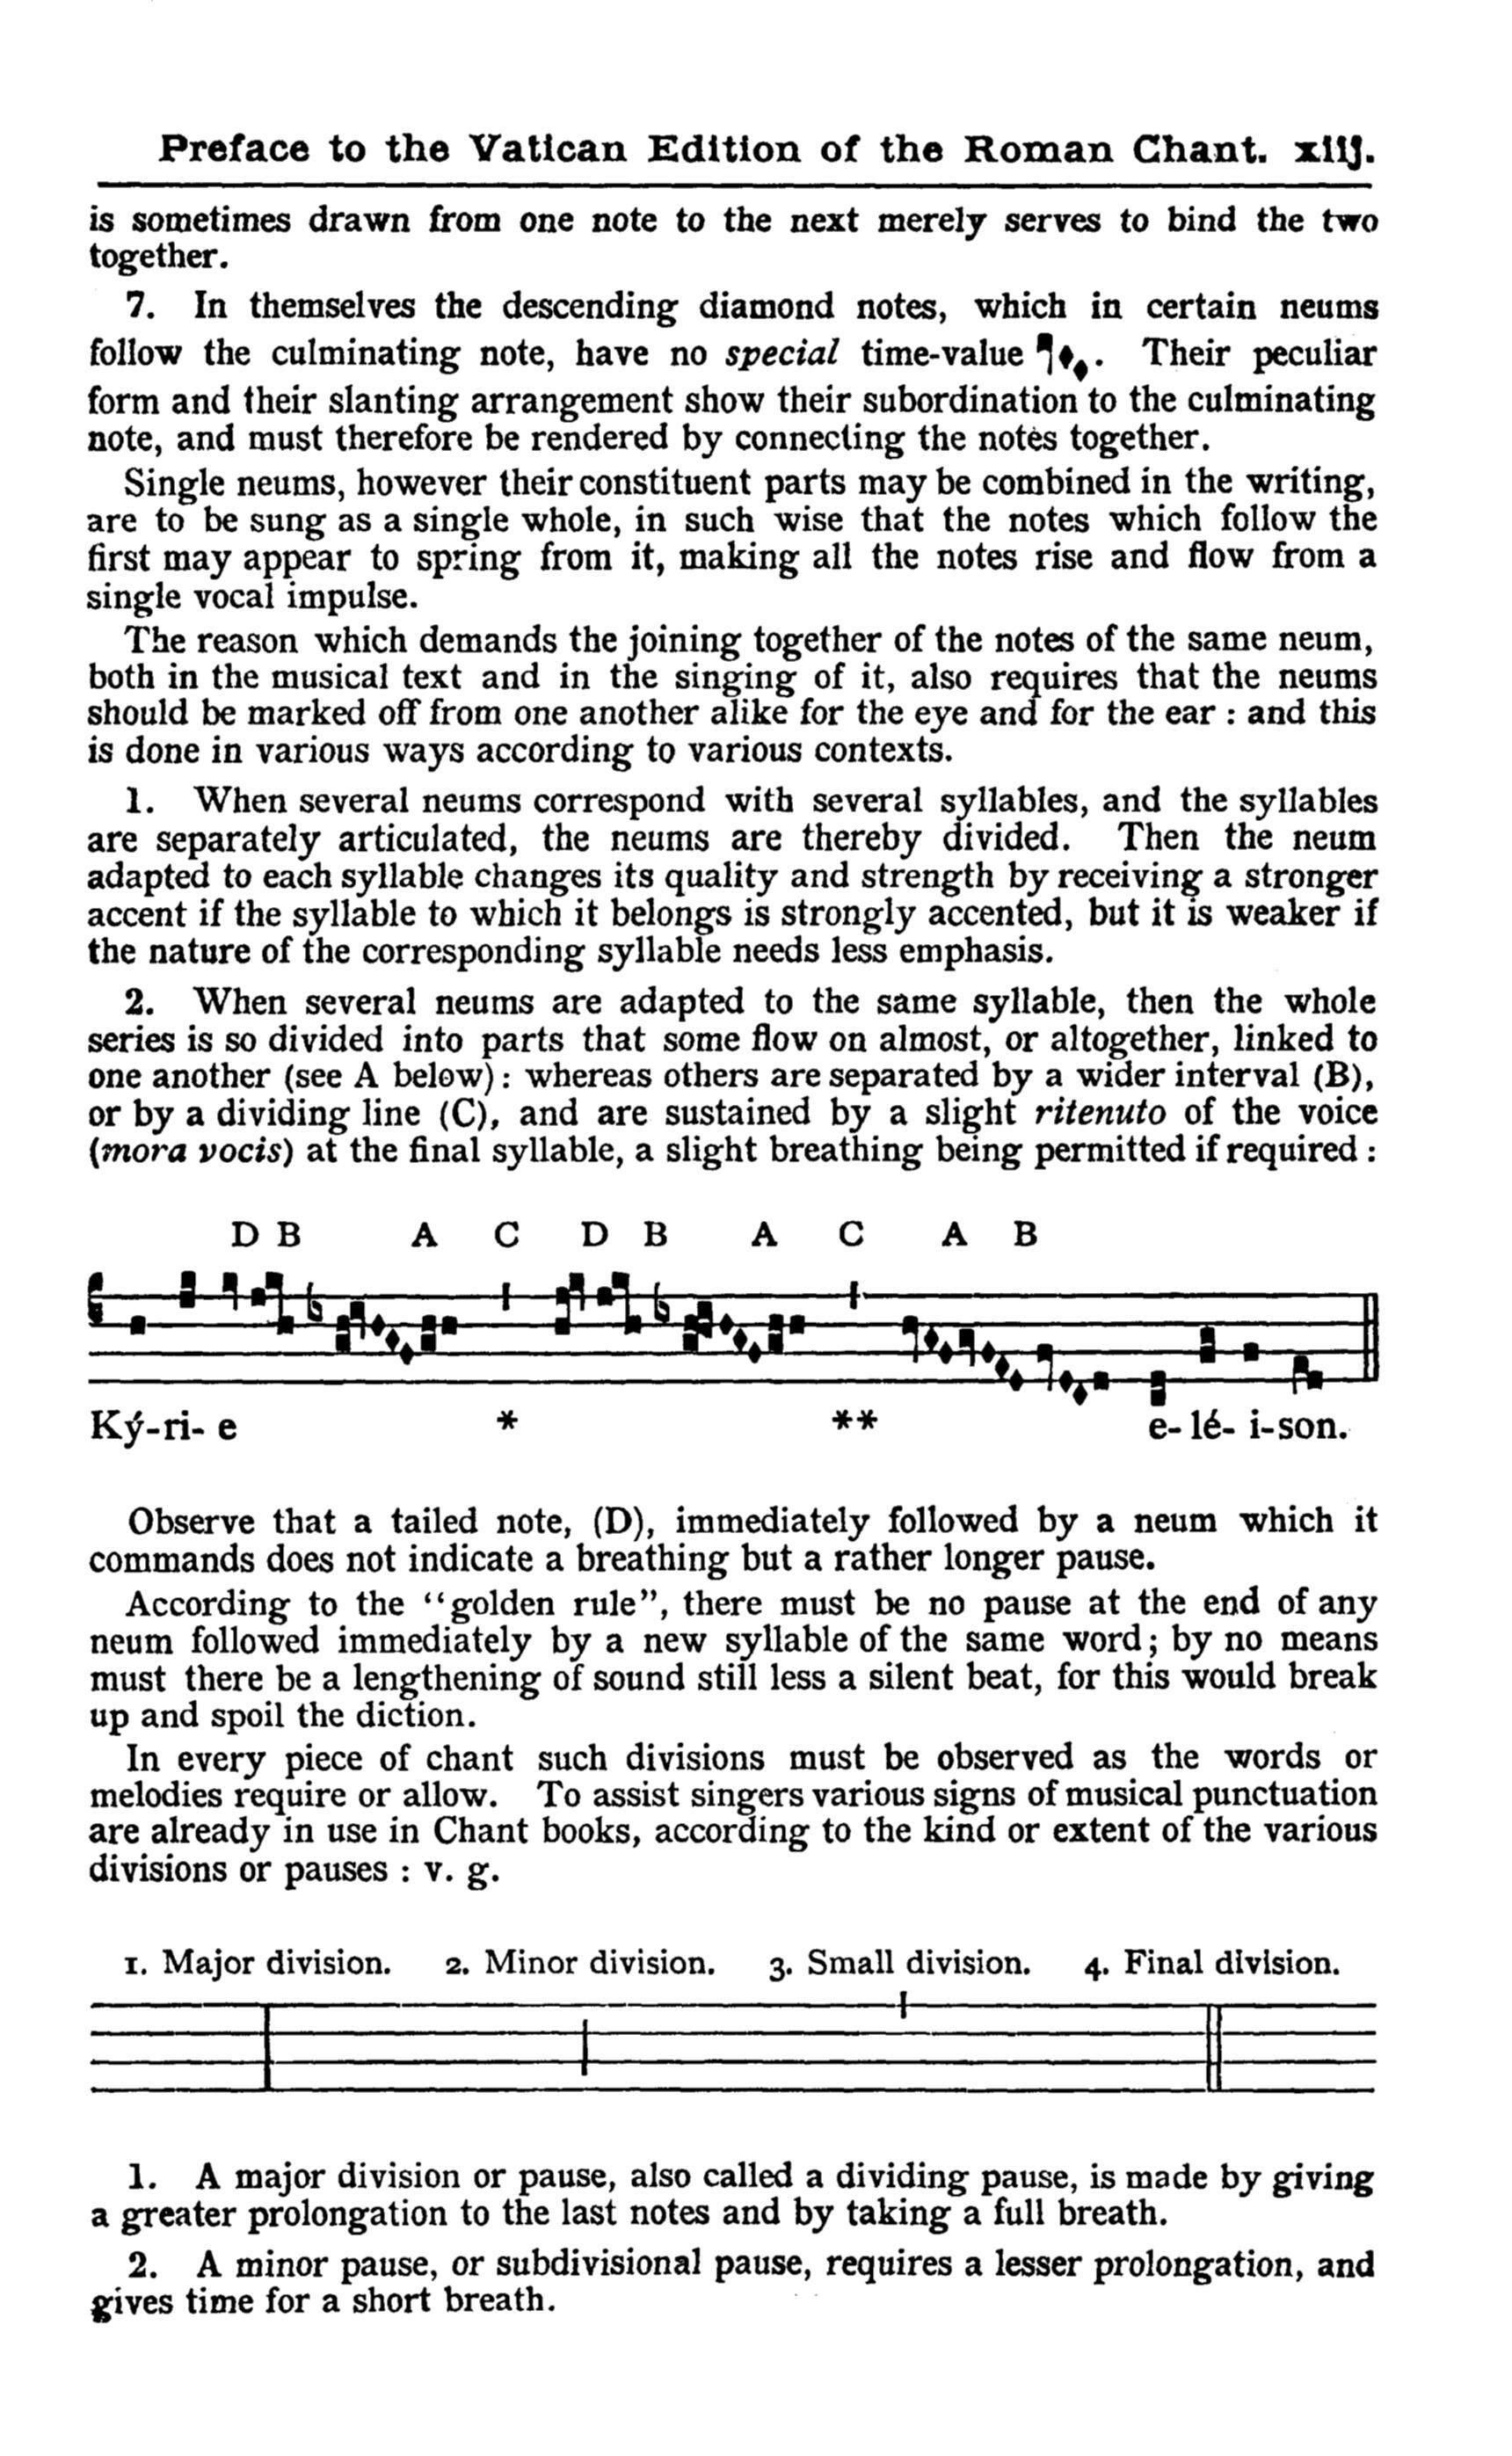 Preface to the Vatican Edition of the Roman Chant. xiij.
is sometimes drawn from one note to the next merely serves to bind the two
together.
7. In themselves the descending diamond notes, which in certain neums
follow the culminating note, have no special time-value. Their peculiar
form and their slanting arrangement show their subordination to the culminating
note, and must therefore be rendered by connecting the notes together.
Single neums, however their constituent parts may be combined in the writing,
are to be sung as a single whole, in such wise that the notes which follow the
first may appear to spring from it, making all the notes rise and flow from a
single vocal impulse.
The reason which demands the joining together of the notes of the same neum,
both in the musical text and in the singing of it, also requires that the neums
should be marked off from one another alike for the eye and for the ear : and this
is done in various ways according to various contexts.
1. When several neums correspond with several syllables, and the syllables
are separately articulated, the neums are thereby divided. Then the neum
adapted to each syllable changes its quality and strength by receiving a stronger
accent if the syllable to which it belongs is strongly accented, but it is weaker if
the nature of the corresponding syllable needs less emphasis.
2. When several neums are adapted to the same syllable, then the whole
series is so divided into parts that some flow on almost, or altogether, linked to
one another (see A below) : whereas others are separated by a wider interval (B),
or by a dividing line (C), and are sustained by a slight ritenuto of the voice
(mora vocis) at the final syllable, a slight breathing being permitted if required :
D B A C D B A C A B
Ký-ri- e * ** e- lé- i-son.
Observe that a tailed note, (D), immediately followed by a neum which it
commands does not indicate a breathing but a rather longer pause.
According to the “golden rule”, there must be no pause at the end of any
neum followed immediately by a new syllable of the same word; by no means
must there be a lengthening of sound still less a silent beat, for this would break
up and spoil the diction.
In every piece of chant such divisions must be observed as the words or
melodies require or allow. To assist singers various signs of musical punctuation
are already in use in Chant books, according to the kind or extent of the various
divisions or pauses : v. g.
1. Major division. 2. Minor division. 3. Small division. 4. Final division.
1. A major division or pause, also called a dividing pause, is made by giving
a greater prolongation to the last notes and by taking a full breath.
2. A minor pause, or subdivisional pause, requires a lesser prolongation, and
gives time for a short breath.